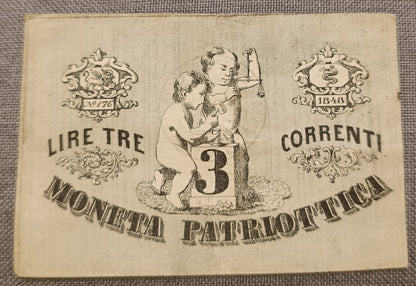 No. 176
1848
LIRE TRE
CORRENTI
3
MONETA PATRIOTTICA